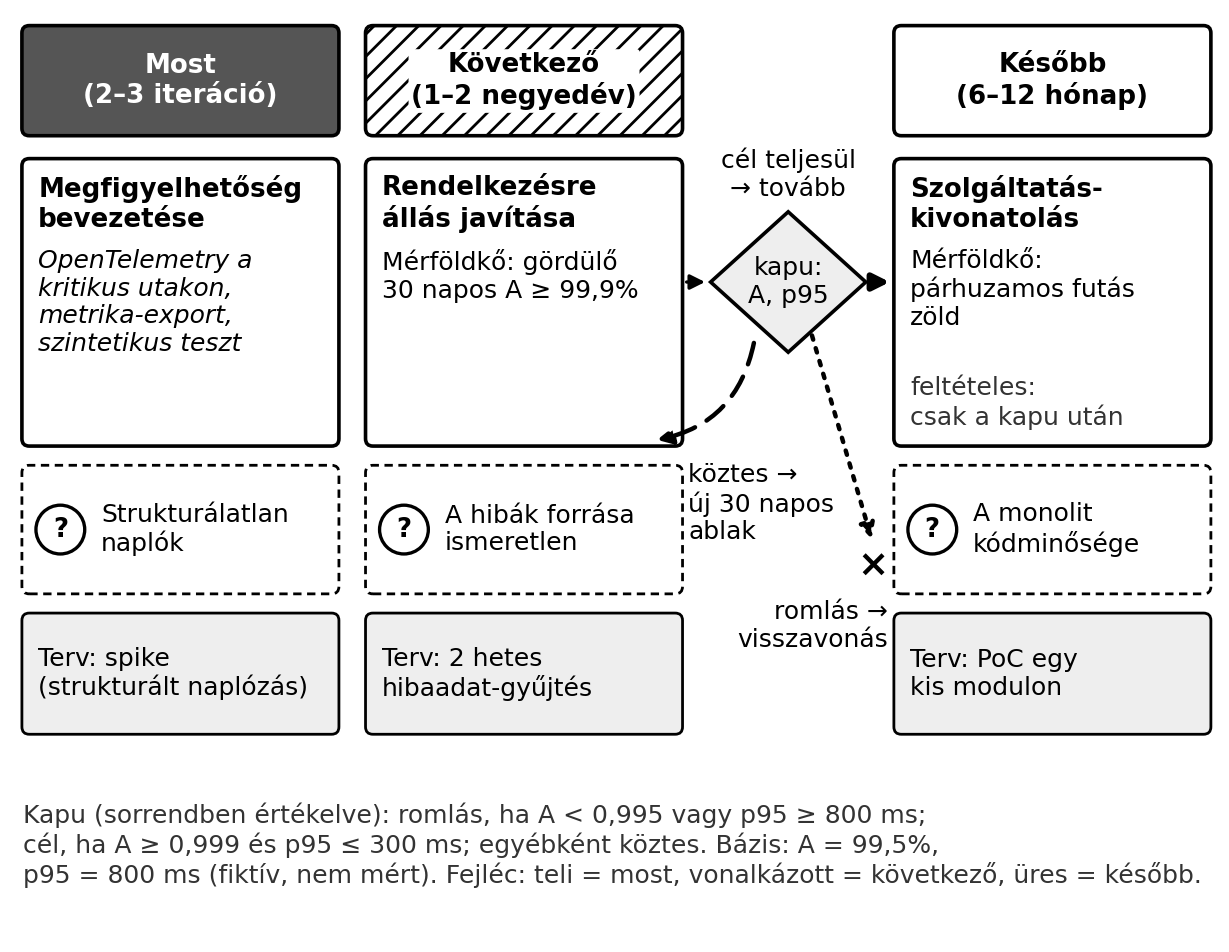 Most
(2–3 iteráció)
Következő
(1–2 negyedév)
Később
(6–12 hónap)
Megfigyelhetőség
bevezetése
OpenTelemetry a
kritikus utakon,
metrika-export,
szintetikus teszt
Rendelkezésre
állás javítása
Mérföldkő: gördülő
30 napos A ≥ 99,9%
cél teljesül
→ tovább
kapu:
A, p95
Szolgáltatás-
kivonatolás
Mérföldkő:
párhuzamos futás
zöld
feltételes:
csak a kapu után
?
Strukturálatlan
naplók
?
A hibák forrása
ismeretlen
köztes →
új 30 napos
ablak
?
A monolit
kódminősége
romlás →
visszavonás
Terv: spike
(strukturált naplózás)
Terv: 2 hetes
hibaadat-gyűjtés
Terv: PoC egy
kis modulon
Kapu (sorrendben értékelve): romlás, ha A < 0,995 vagy p95 ≥ 800 ms;
cél, ha A ≥ 0,999 és p95 ≤ 300 ms; egyébként köztes. Bázis: A = 99,5%,
p95 = 800 ms (fiktív, nem mért). Fejléc: teli = most, vonalkázott = következő, üres = később.